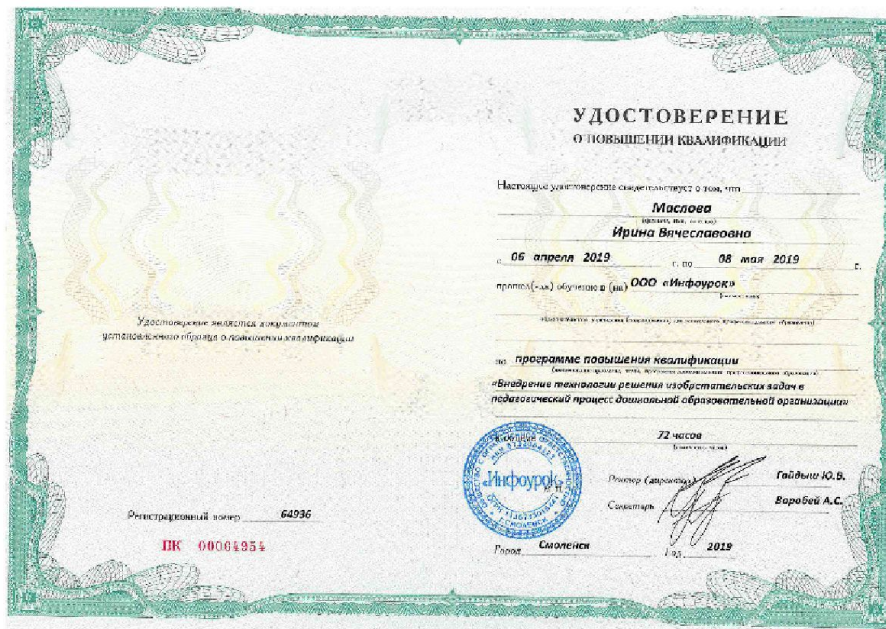 Удостоверение является документом
установленного образца о повышении квалификации
Регистрационный номер 64936
ПК 00064954
УДОСТОВЕРЕНИЕ
О ПОВЫШЕНИИ КВАЛИФИКАЦИИ
Настоящее удостоверение свидетельствует о том, что
Маслова
(фамилия, имя, отчество)
Ирина Вячеславовна
с 06 апреля 2019 г. по 08 мая 2019 г.
прошел(-ла) обучение в (на) ООО «Инфоурок»
по программе повышения квалификации
«Внедрение технологии решения изобретательских задач в
педагогический процесс дошкольной образовательной организации»
72 часов
«Инфоурок»
Ректор (директор) Гайдыш Ю.В.
Секретарь Воробей А.С.
Город Смоленск Год 2019